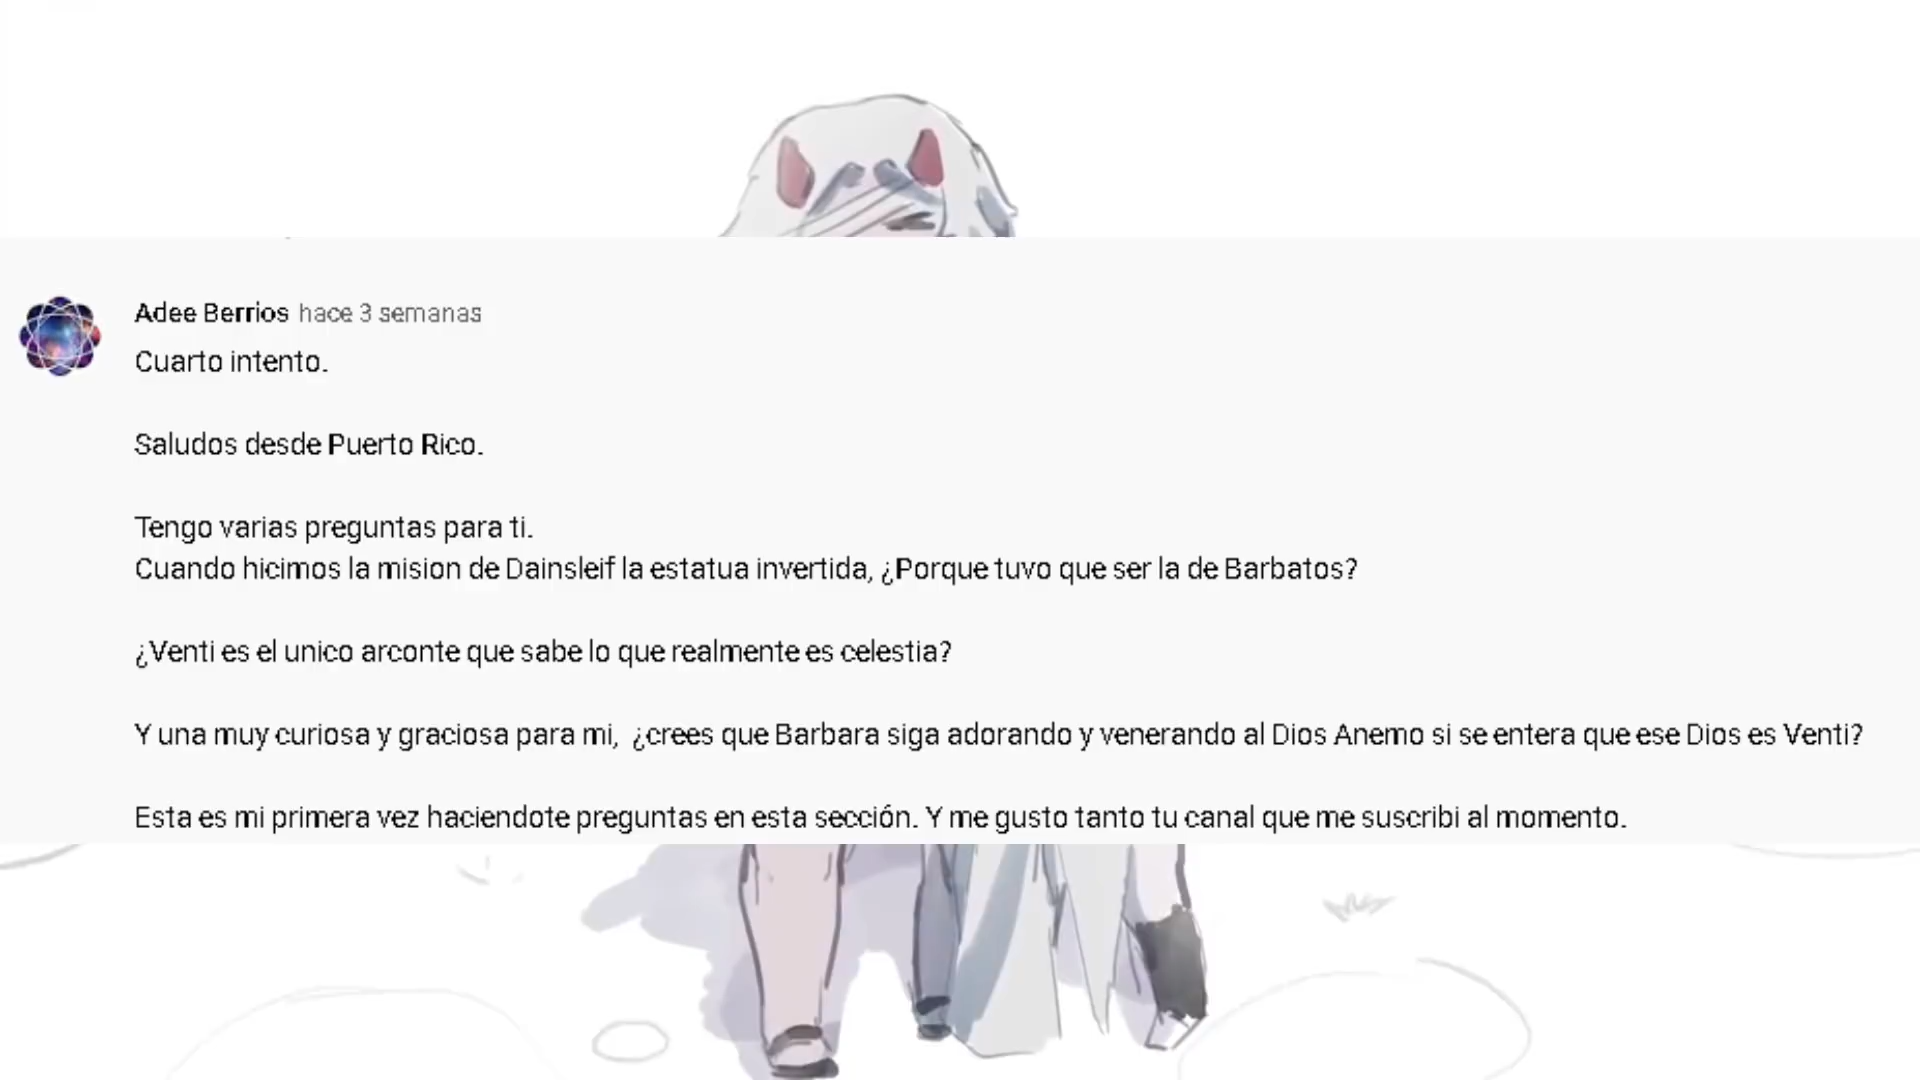 Adee Berrios hace 3 semanas
Cuarto intento.
Saludos desde Puerto Rico.
Tengo varias preguntas para ti.
Cuando hicimos la mision de Dainsleif la estatua invertida, ¿Porque tuvo que ser la de Barbatos?
¿Venti es el unico arconte que sabe lo que realmente es celestia?
Y una muy curiosa y graciosa para mi, ¿crees que Barbara siga adorando y venerando al Dios Anemo si se entera que ese Dios es Venti?
Esta es mi primera vez haciendote preguntas en esta sección. Y me gusto tanto tu canal que me suscribi al momento.